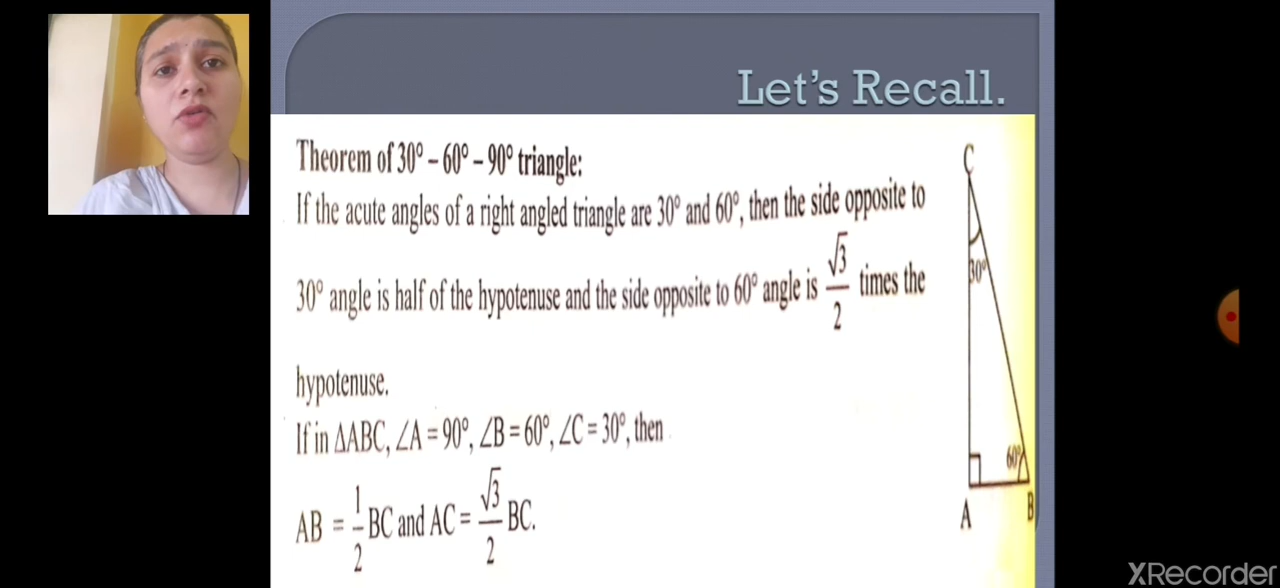 Let's Recall.
Theorem of 30° – 60° – 90° triangle:
If the acute angles of a right angled triangle are 30° and 60°, then the side opposite to
30° angle is half of the hypotenuse and the side opposite to 60° angle is √3/2 times the
hypotenuse.
If in ΔABC, ∠A = 90°, ∠B = 60°, ∠C = 30°, then
AB = 1/2 BC and AC = √3/2 BC.
C
30°
60°
A B
XRecorder